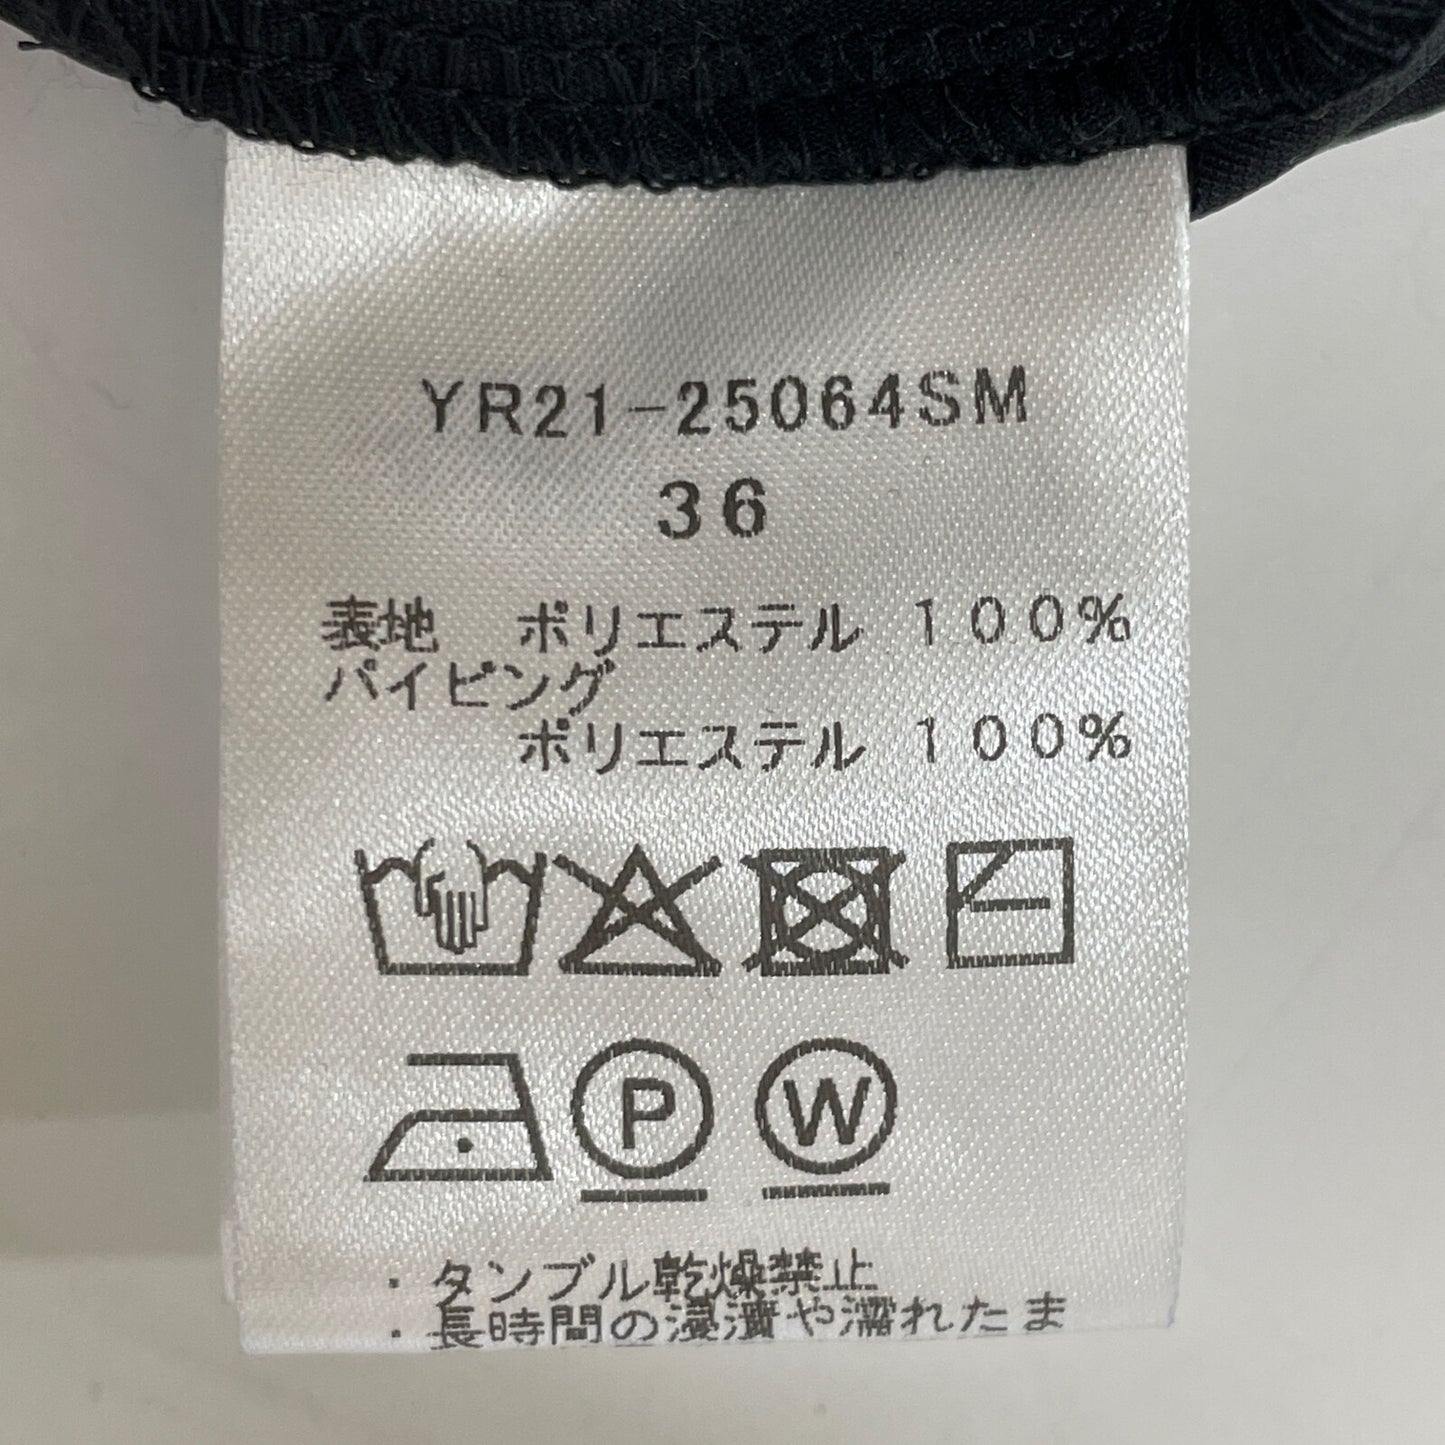 YR21-25064SM
36
表地 ポリエステル 100%
パイピング
ポリエステル 100%
P W
・タンブル乾燥禁止
・長時間の浸漬や濡れたま